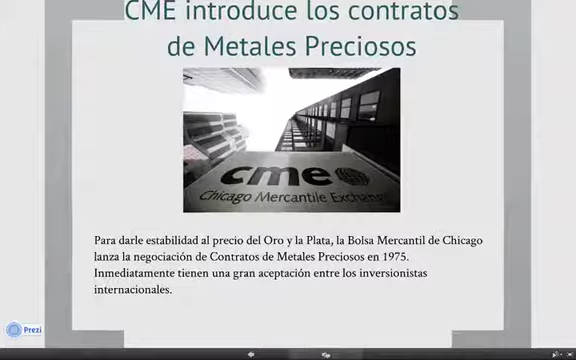 CME introduce los contratos
de Metales Preciosos
cme
Chicago Mercantile Exchange
Para darle estabilidad al precio del Oro y la Plata, la Bolsa Mercantil de Chicago
lanza la negociación de Contratos de Metales Preciosos en 1975.
Inmediatamente tienen una gran aceptación entre los inversionistas
internacionales.
Prezi